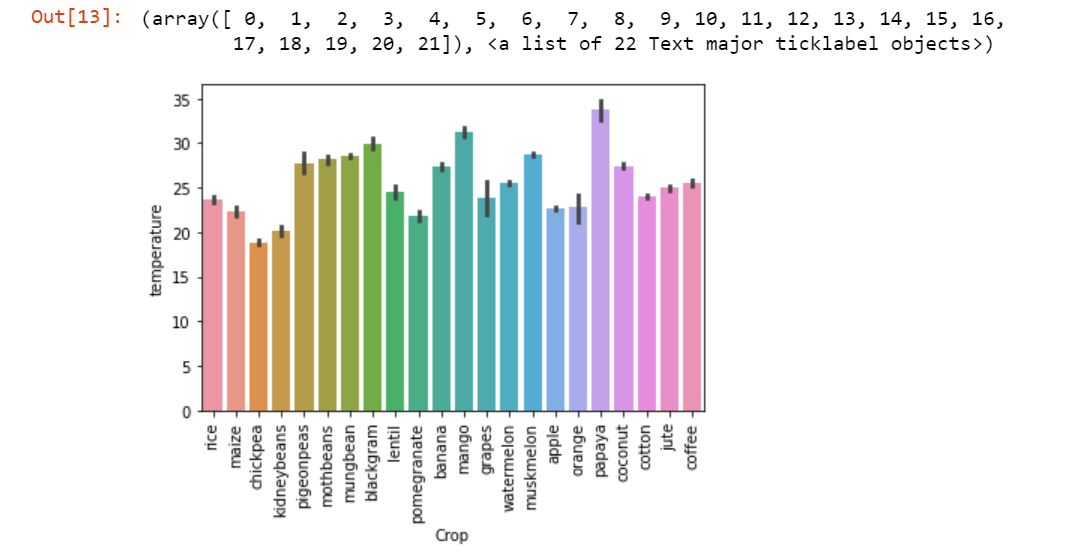 Out[13]: (array([ 0,  1,  2,  3,  4,  5,  6,  7,  8,  9, 10, 11, 12, 13, 14, 15, 16,
17, 18, 19, 20, 21]), <a list of 22 Text major ticklabel objects>)
35
30
25
20
15
10
5
0
temperature
rice
maize
chickpea
kidneybeans
pigeonpeas
mothbeans
mungbean
blackgram
lentil
pomegranate
banana
mango
grapes
watermelon
muskmelon
apple
orange
papaya
coconut
cotton
jute
coffee
Crop